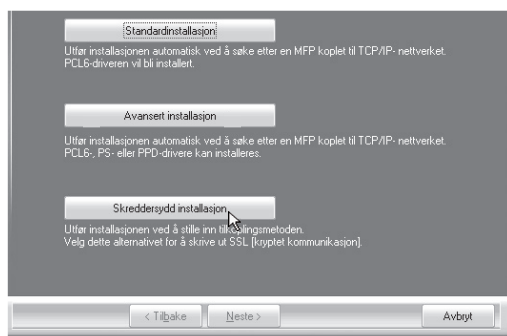 Standardinstallasjon
Utfør installasjonen automatisk ved å søke etter en MFP koplet til TCP/IP- nettverket.
PCL6-driveren vil bli installert.
Avansert installasjon
Utfør installasjonen automatisk ved å søke etter en MFP koplet til TCP/IP- nettverket.
PCL6-, PS- eller PPD-drivere kan installeres.
Skreddersydd installasjon
Utfør installasjonen ved å stille inn tilkoplingsmetoden.
Velg dette alternativet for å skrive ut SSL [kryptet kommunikasjon].
< Tilbake Neste > Avbryt